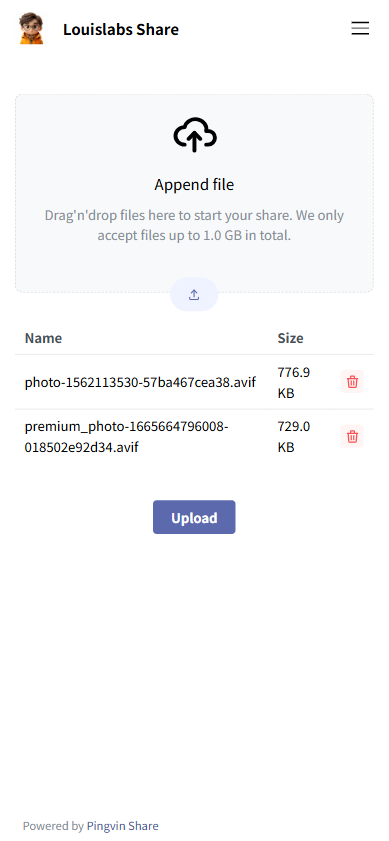 Louislabs Share
Append file
Drag'n'drop files here to start your share. We only
accept files up to 1.0 GB in total.
Name Size
photo-1562113530-57ba467cea38.avif 776.9
KB
premium_photo-1665664796008-
018502e92d34.avif 729.0
KB
Upload
Powered by Pingvin Share